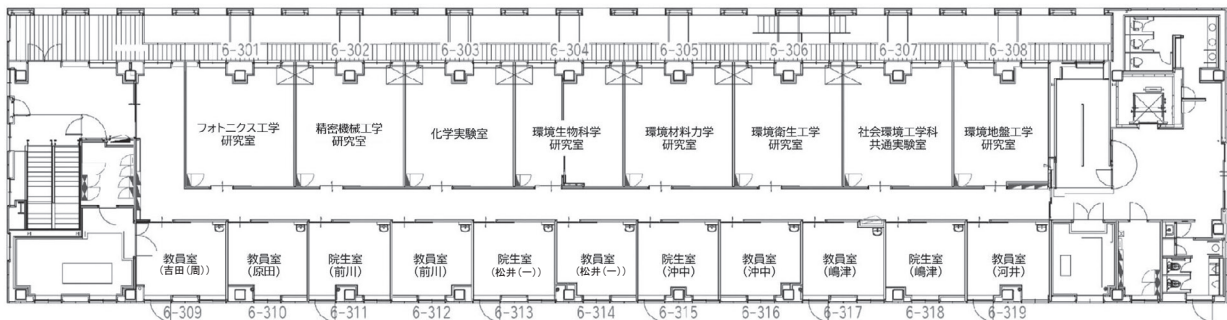 6-301 6-302 6-303 6-304 6-305 6-306 6-307 6-308
フォトニクス工学
研究室
精密機械工学
研究室
化学実験室
環境生物科学
研究室
環境材料力学
研究室
環境衛生工学
研究室
社会環境工学科
共通実験室
環境地盤工学
研究室
教員室
(吉田(周))
教員室
(原田)
院生室
(前川)
教員室
(前川)
院生室
(松井(一))
教員室
(松井(一))
院生室
(沖中)
教員室
(沖中)
教員室
(嶋津)
院生室
(嶋津)
教員室
(河井)
6-309 6-310 6-311 6-312 6-313 6-314 6-315 6-316 6-317 6-318 6-319